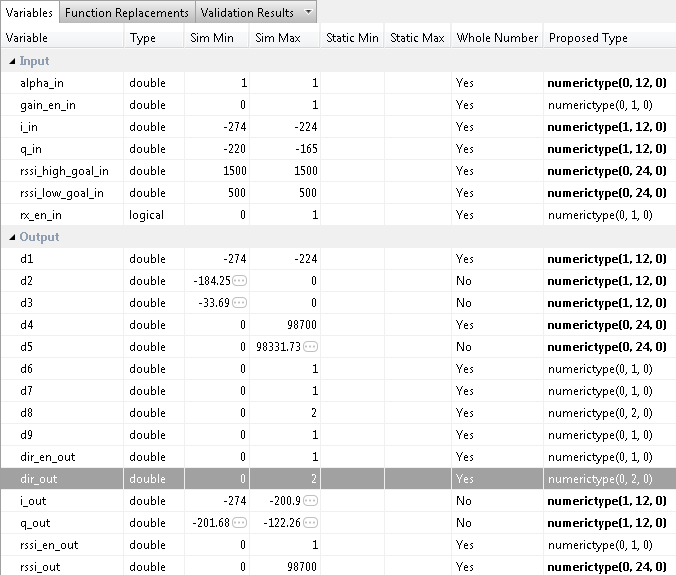 Variables Function Replacements Validation Results
Variable Type Sim Min Sim Max Static Min Static Max Whole Number Proposed Type
Input
alpha_in double 1 1 Yes numerictype(0, 12, 0)
gain_en_in double 0 1 Yes numerictype(0, 1, 0)
i_in double -274 -224 Yes numerictype(1, 12, 0)
q_in double -220 -165 Yes numerictype(1, 12, 0)
rssi_high_goal_in double 1500 1500 Yes numerictype(0, 24, 0)
rssi_low_goal_in double 500 500 Yes numerictype(0, 24, 0)
rx_en_in logical 0 1 Yes numerictype(0, 1, 0)
Output
d1 double -274 -224 Yes numerictype(1, 12, 0)
d2 double -184.25 0 No numerictype(1, 12, 0)
d3 double -33.69 0 No numerictype(1, 12, 0)
d4 double 0 98700 Yes numerictype(0, 24, 0)
d5 double 0 98331.73 No numerictype(0, 24, 0)
d6 double 0 1 Yes numerictype(0, 1, 0)
d7 double 0 1 Yes numerictype(0, 1, 0)
d8 double 0 2 Yes numerictype(0, 2, 0)
d9 double 0 1 Yes numerictype(0, 1, 0)
dir_en_out double 0 1 Yes numerictype(0, 1, 0)
dir_out double 0 2 Yes numerictype(0, 2, 0)
i_out double -274 -200.9 No numerictype(1, 12, 0)
q_out double -201.68 -122.26 No numerictype(1, 12, 0)
rssi_en_out double 0 1 Yes numerictype(0, 1, 0)
rssi_out double 0 98700 Yes numerictype(0, 24, 0)